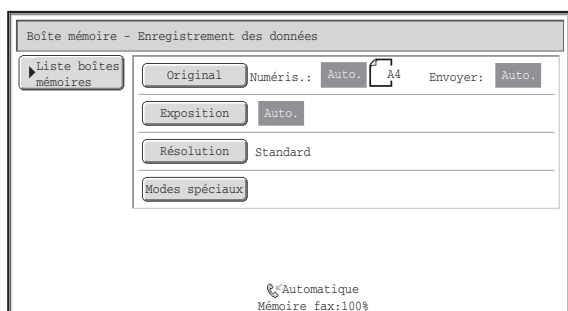 Boîte mémoire - Enregistrement des données
Liste boîtes
mémoires
Original Numéris.: Auto. A4 Envoyer: Auto.
Exposition Auto.
Résolution Standard
Modes spéciaux
Automatique
Mémoire fax:100%